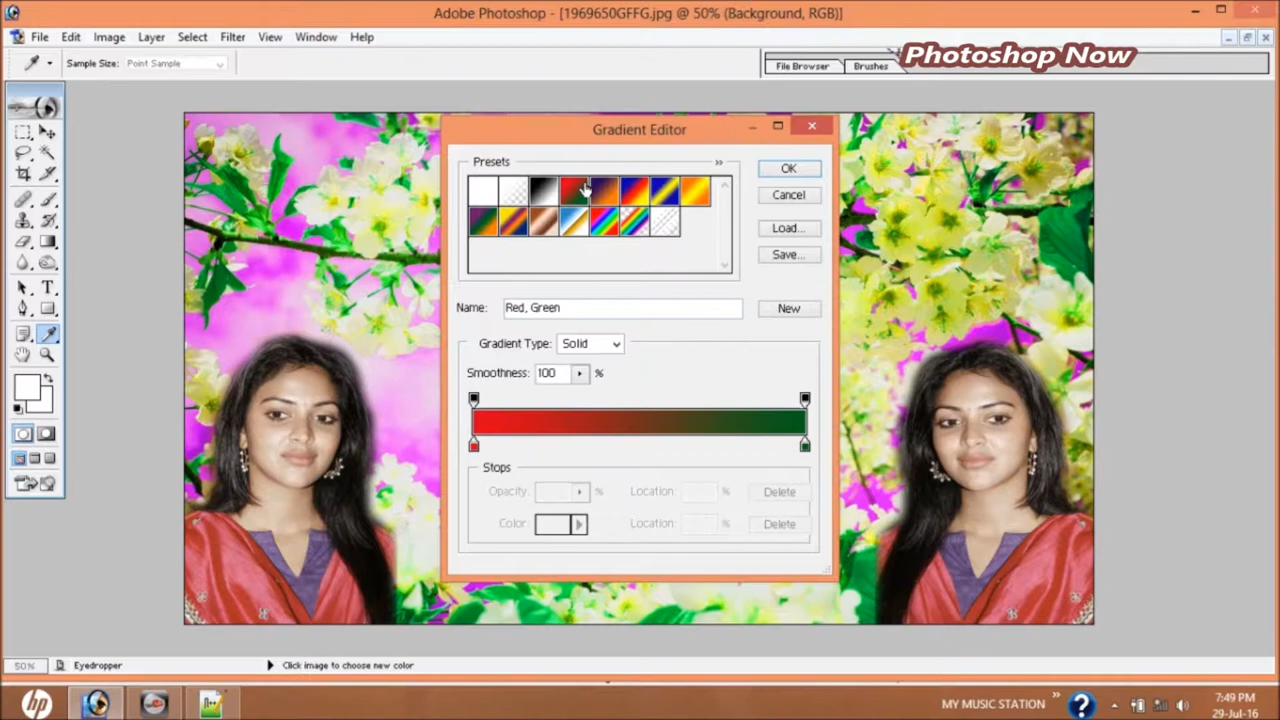 Adobe Photoshop - [1969650GFFG.jpg @ 50% (Background, RGB)]
File Edit Image Layer Select Filter View Window Help
Sample Size: Point Sample
File Browser Brushes
Photoshop Now
Gradient Editor
Presets
OK
Cancel
Load...
Save...
Name: Red, Green
New
Gradient Type: Solid
Smoothness: 100 %
Stops
Opacity: % Location: % Delete
Color: Location: % Delete
50% Eyedropper Click image to choose new color
hp
MY MUSIC STATION
7:49 PM
29-Jul-16